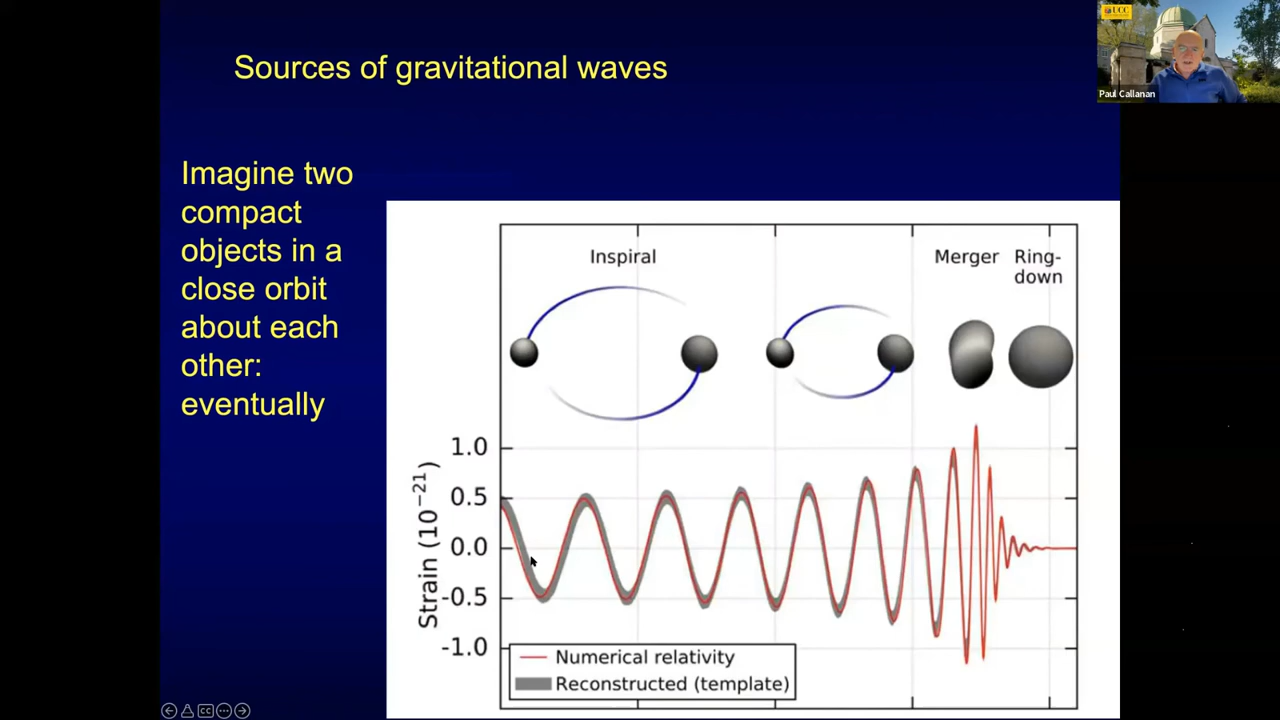 Sources of gravitational waves
UCC
Paul Callanan
Imagine two
compact
objects in a
close orbit
about each
other:
eventually
Inspiral
Merger
Ring-
down
1.0
0.5
0.0
-0.5
-1.0
Strain (10⁻²¹)
Numerical relativity
Reconstructed (template)
CC